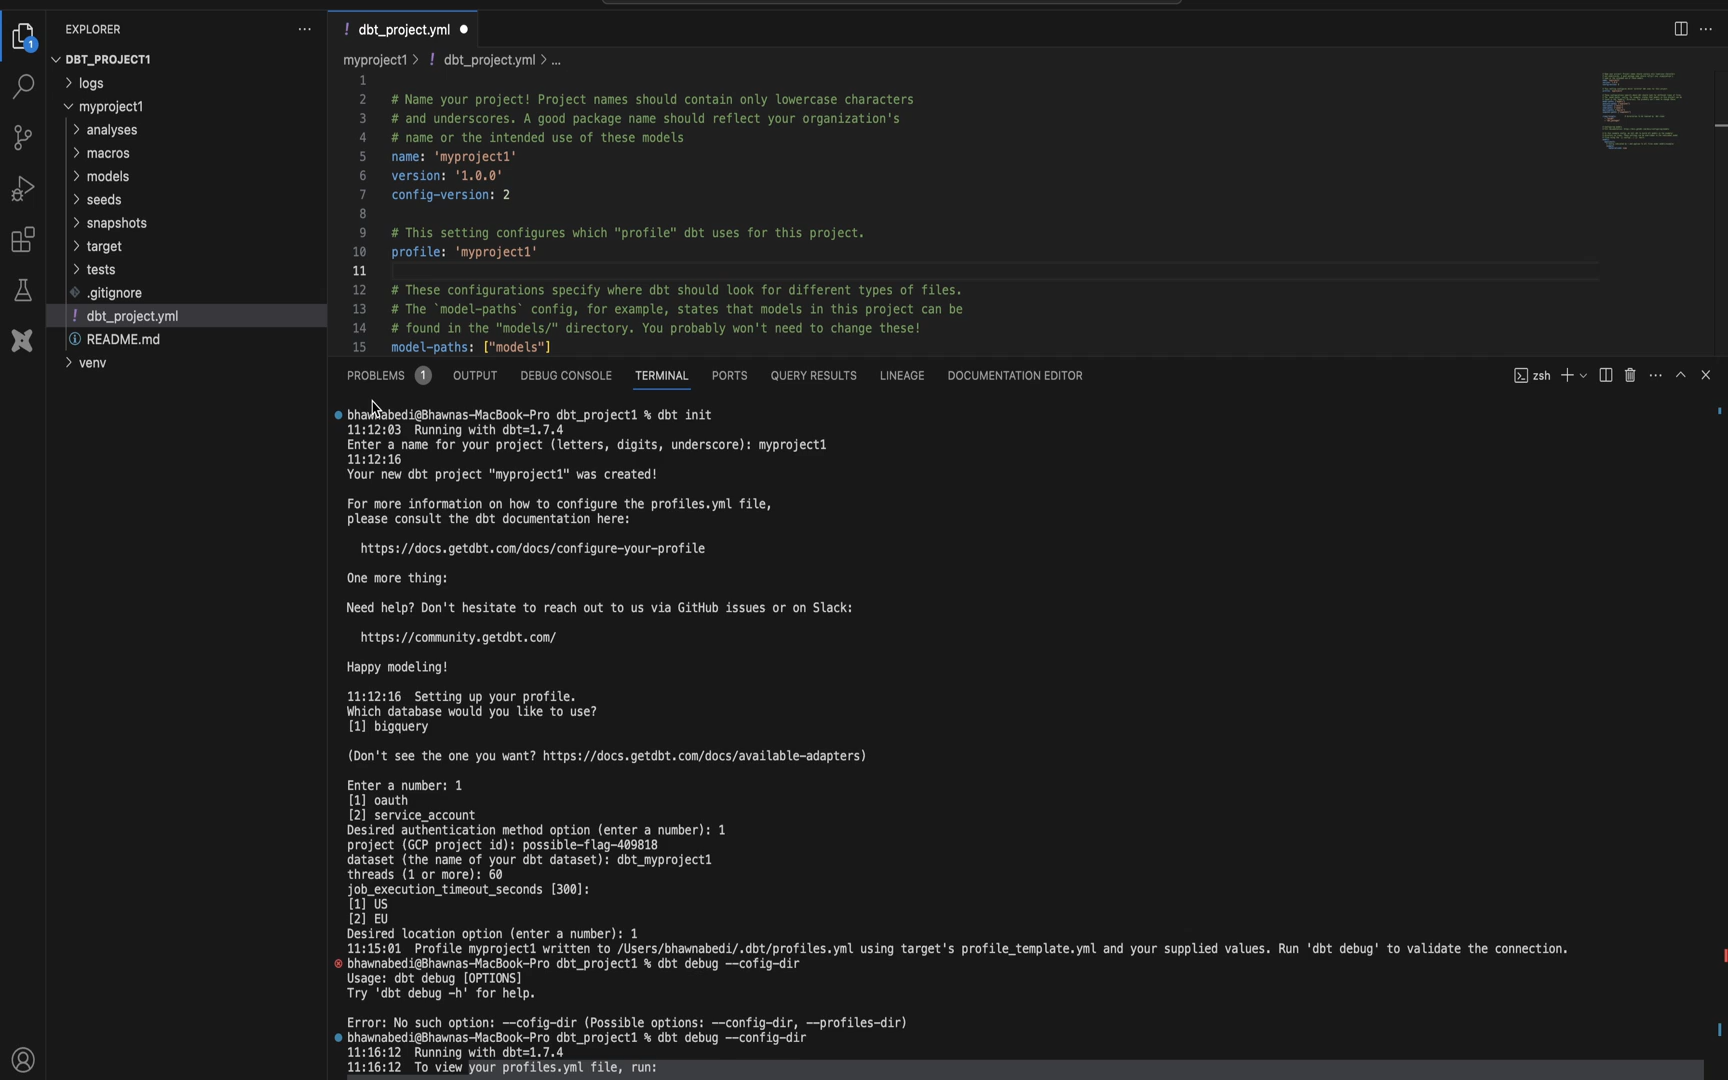 EXPLORER
DBT_PROJECT1
logs
myproject1
analyses
macros
models
seeds
snapshots
target
tests
.gitignore
! dbt_project.yml
README.md
venv
1
! dbt_project.yml
myproject1 > ! dbt_project.yml > ...
1
2 # Name your project! Project names should contain only lowercase characters
3 # and underscores. A good package name should reflect your organization's
4 # name or the intended use of these models
5 name: 'myproject1'
6 version: '1.0.0'
7 config-version: 2
8
9 # This setting configures which "profile" dbt uses for this project.
10 profile: 'myproject1'
11
12 # These configurations specify where dbt should look for different types of files.
13 # The `model-paths` config, for example, states that models in this project can be
14 # found in the "models/" directory. You probably won't need to change these!
15 model-paths: ["models"]
PROBLEMS 1 OUTPUT DEBUG CONSOLE TERMINAL PORTS QUERY RESULTS LINEAGE DOCUMENTATION EDITOR zsh
bhawnabedi@Bhawnas-MacBook-Pro dbt_project1 % dbt init
11:12:03 Running with dbt=1.7.4
Enter a name for your project (letters, digits, underscore): myproject1
11:12:16
Your new dbt project "myproject1" was created!
For more information on how to configure the profiles.yml file,
please consult the dbt documentation here:
https://docs.getdbt.com/docs/configure-your-profile
One more thing:
Need help? Don't hesitate to reach out to us via GitHub issues or on Slack:
https://community.getdbt.com/
Happy modeling!
11:12:16 Setting up your profile.
Which database would you like to use?
[1] bigquery
(Don't see the one you want? https://docs.getdbt.com/docs/available-adapters)
Enter a number: 1
[1] oauth
[2] service_account
Desired authentication method option (enter a number): 1
project (GCP project id): possible-flag-409818
dataset (the name of your dbt dataset): dbt_myproject1
threads (1 or more): 60
job_execution_timeout_seconds [300]:
[1] US
[2] EU
Desired location option (enter a number): 1
11:15:01 Profile myproject1 written to /Users/bhawnabedi/.dbt/profiles.yml using target's profile_template.yml and your supplied values. Run 'dbt debug' to validate the connection.
bhawnabedi@Bhawnas-MacBook-Pro dbt_project1 % dbt debug --cofig-dir
Usage: dbt debug [OPTIONS]
Try 'dbt debug -h' for help.
Error: No such option: --cofig-dir (Possible options: --config-dir, --profiles-dir)
bhawnabedi@Bhawnas-MacBook-Pro dbt_project1 % dbt debug --config-dir
11:16:12 Running with dbt=1.7.4
11:16:12 To view your profiles.yml file, run: